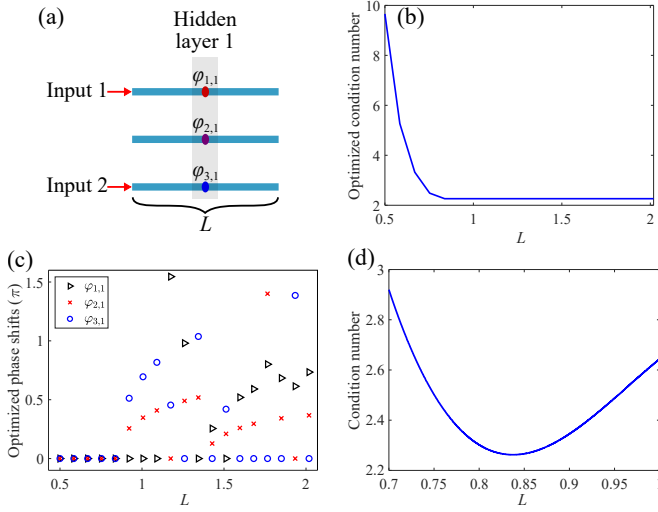 (a)
Hidden
layer 1
Input 1
φ1,1
φ2,1
Input 2
φ3,1
L
(b)
Optimized condition number
10
8
6
4
2
0.5
1
1.5
2
L
(c)
Optimized phase shifts (π)
1.5
1
0.5
0
φ1,1
φ2,1
φ3,1
0.5
1
1.5
2
L
(d)
Condition number
3
2.8
2.6
2.4
2.2
0.7
0.75
0.8
0.85
0.9
0.95
1
L